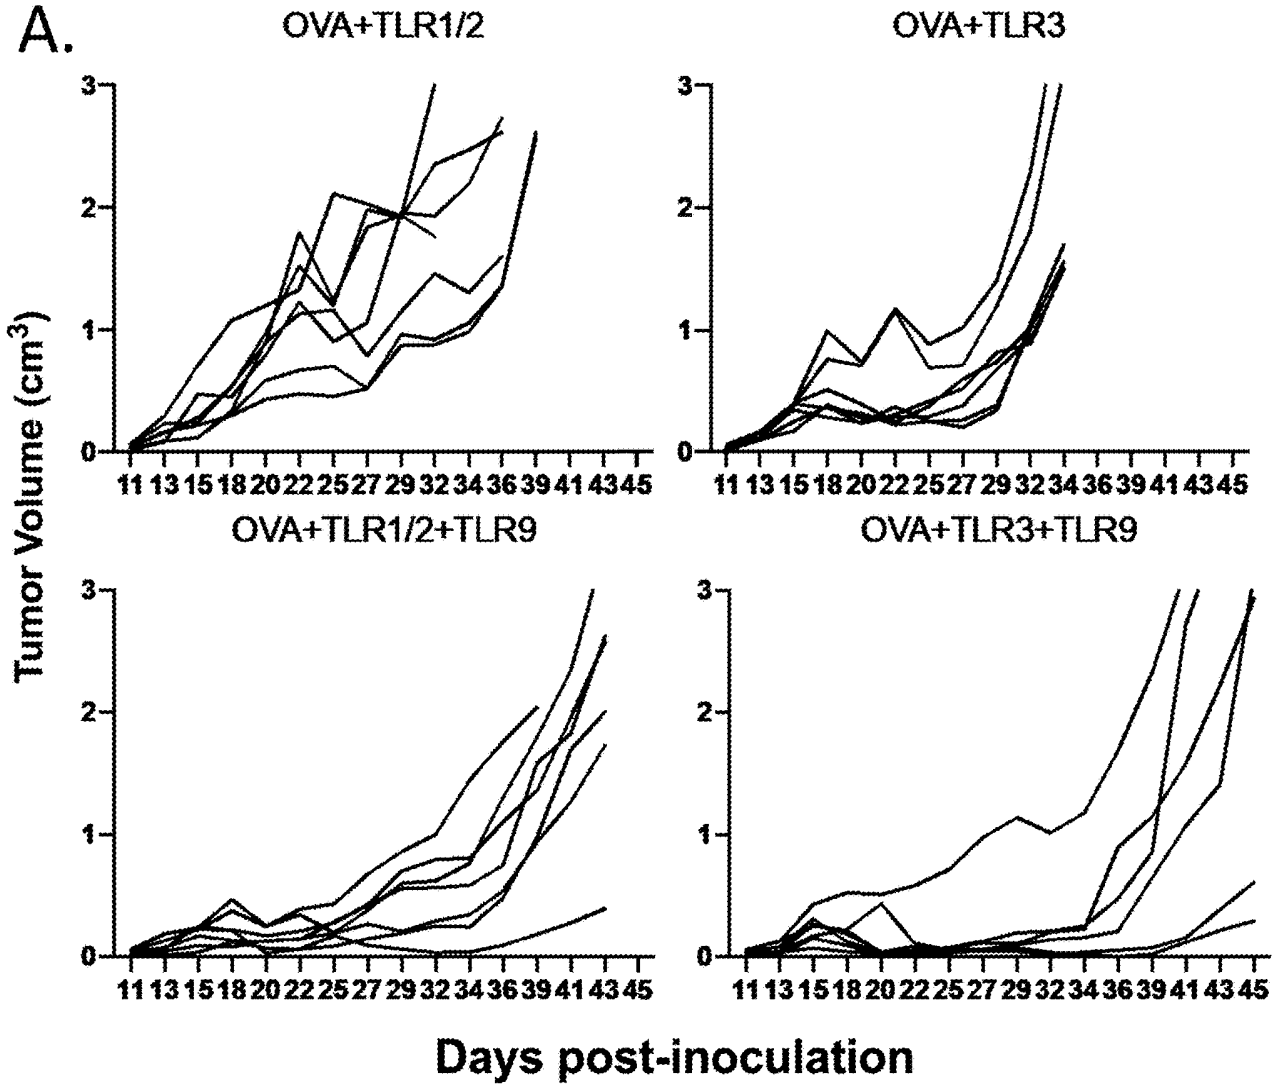 A.
OVA+TLR1/2
OVA+TLR3
3
2
1
0
11 13 15 18 20 22 25 27 29 32 34 36 39 41 43 45
3
2
1
0
11 13 15 18 20 22 25 27 29 32 34 36 39 41 43 45
Tumor Volume (cm³)
OVA+TLR1/2+TLR9
OVA+TLR3+TLR9
3
2
1
0
11 13 15 18 20 22 25 27 29 32 34 36 39 41 43 45
3
2
1
0
11 13 15 18 20 22 25 27 29 32 34 36 39 41 43 45
Days post-inoculation